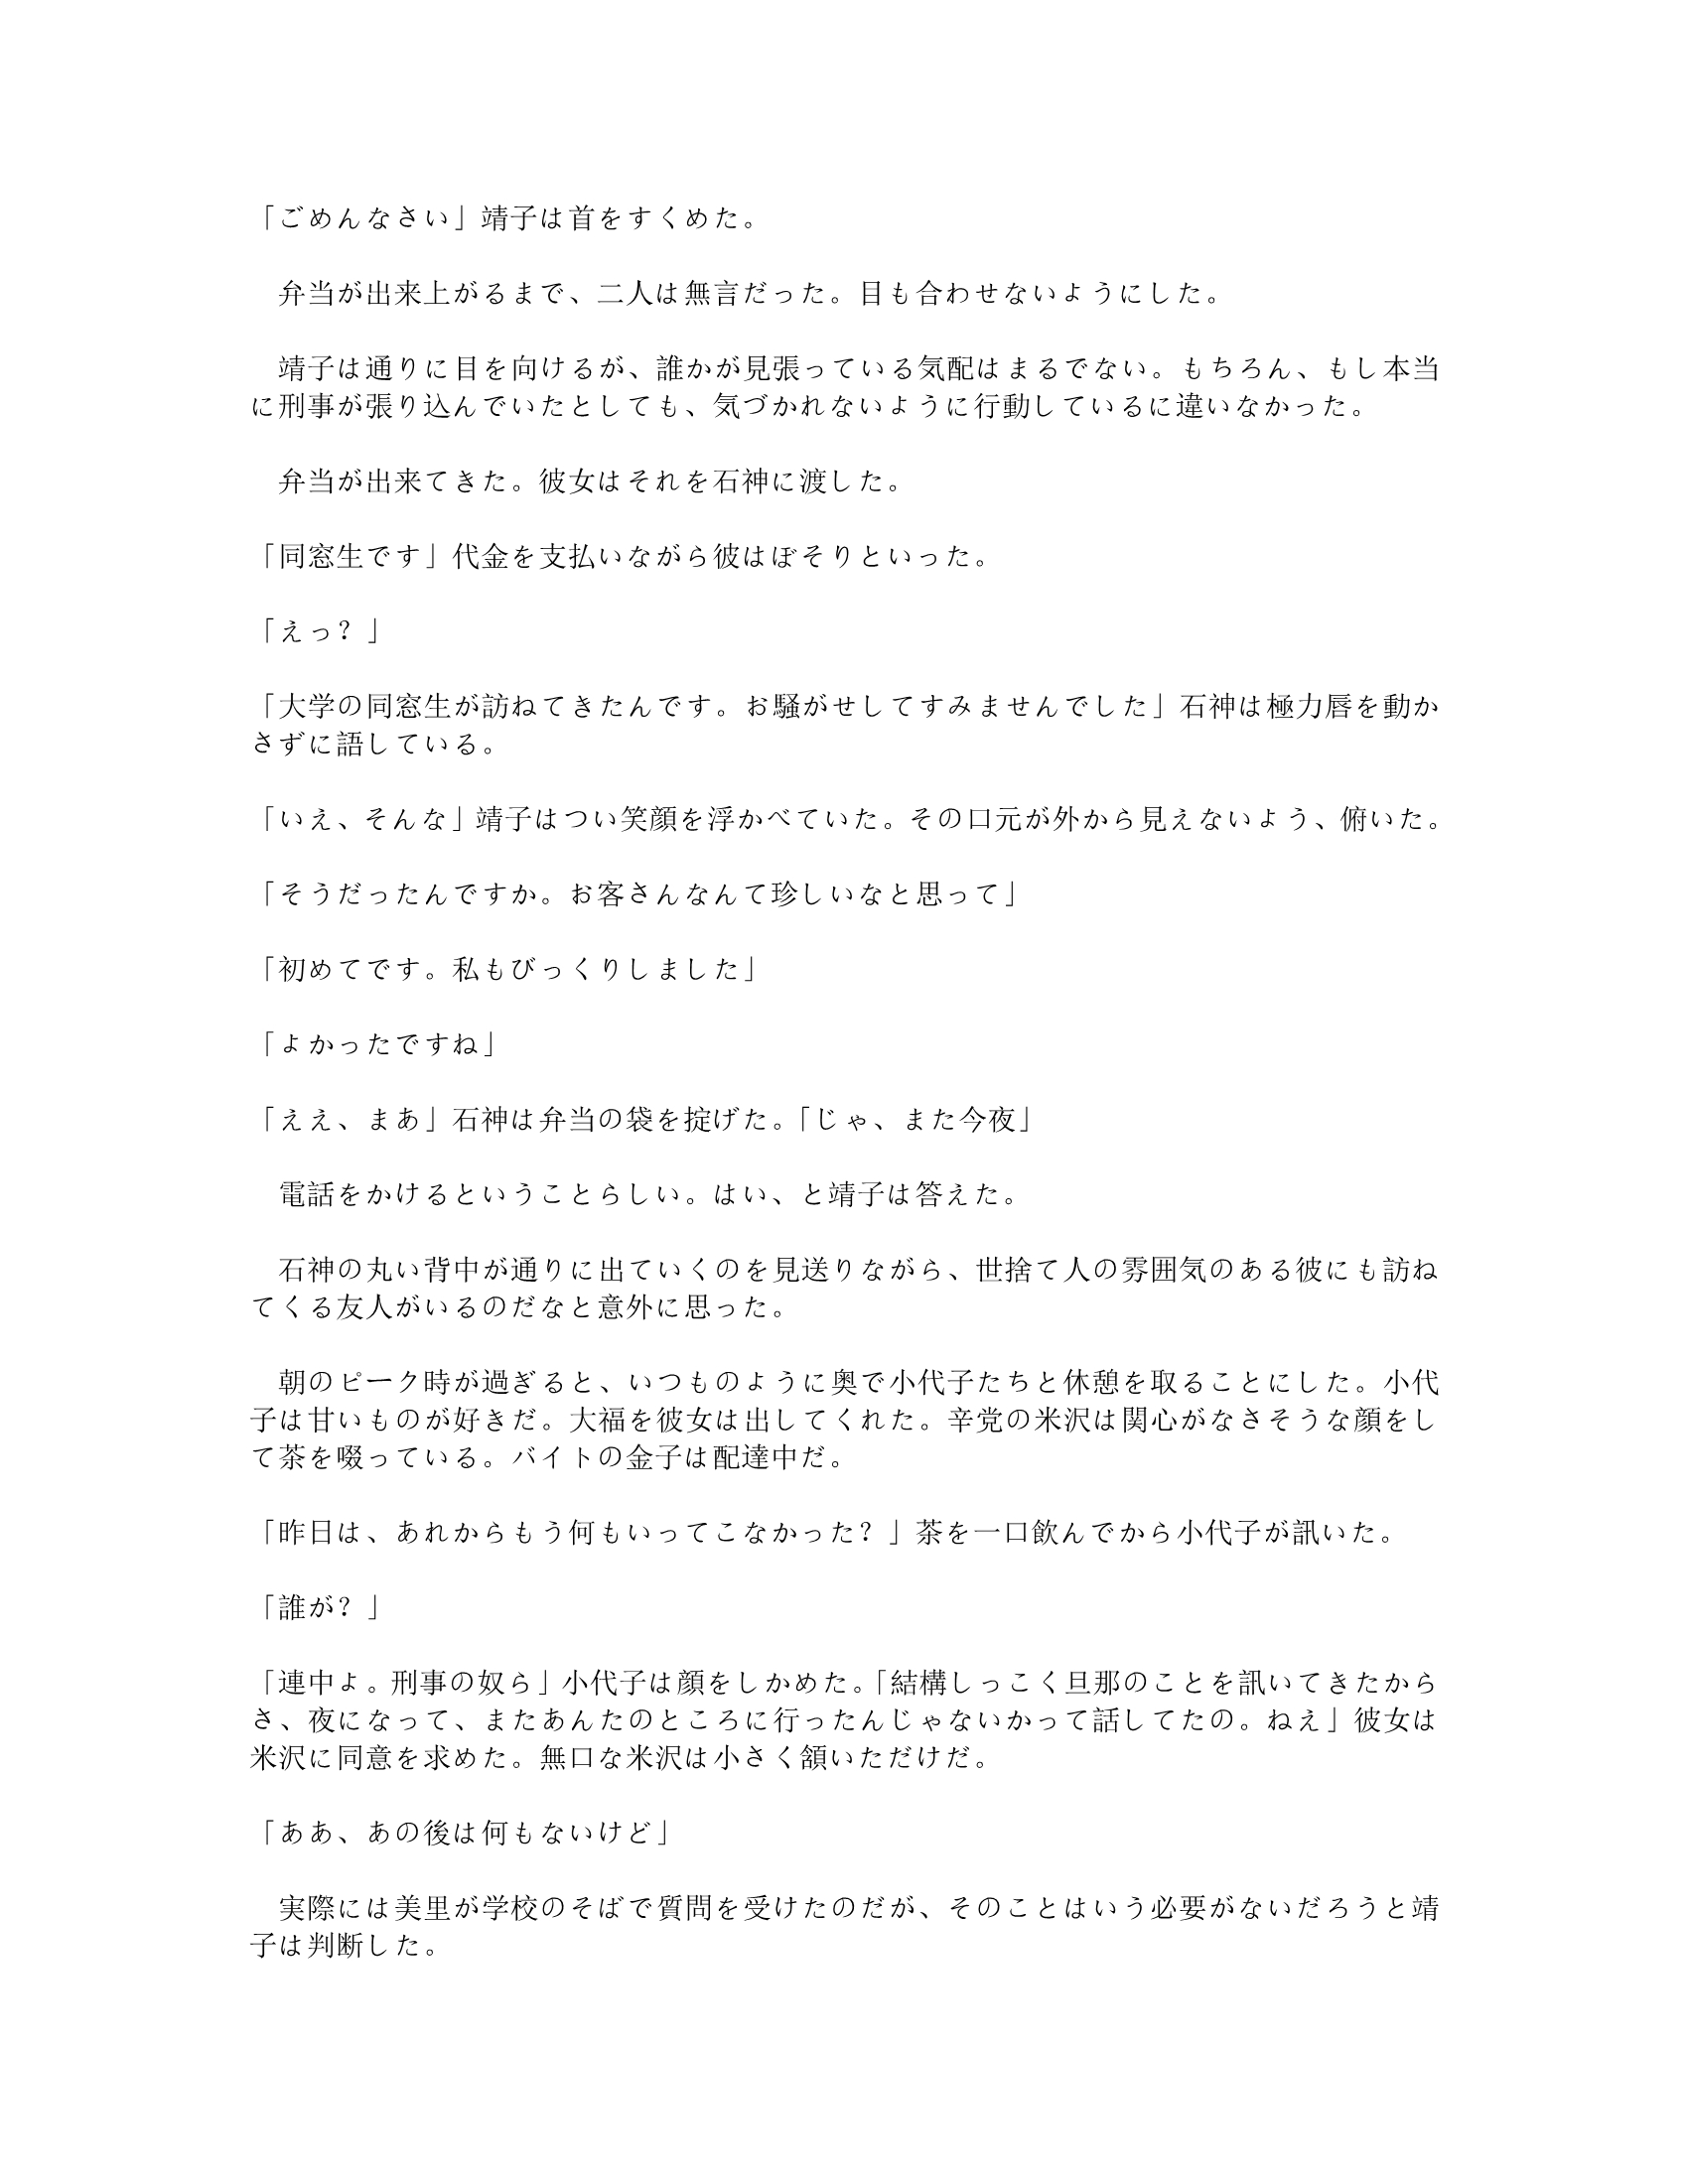 「ごめんなさい」靖子は首をすくめた。
弁当が出来上がるまで、二人は無言だった。目も合わせないようにした。
靖子は通りに目を向けるが、誰かが見張っている気配はまるでない。もちろん、もし本当
に刑事が張り込んでいたとしても、気づかれないように行動しているに違いなかった。
弁当が出来てきた。彼女はそれを石神に渡した。
「同窓生です」代金を支払いながら彼はぼそりといった。
「えっ？」
「大学の同窓生が訪ねてきたんです。お騒がせしてすみませんでした」石神は極力唇を動か
さずに語している。
「いえ、そんな」靖子はつい笑顔を浮かべていた。その口元が外から見えないよう、俯いた。
「そうだったんですか。お客さんなんて珍しいなと思って」
「初めてです。私もびっくりしました」
「よかったですね」
「ええ、まあ」石神は弁当の袋を掟げた。「じゃ、また今夜」
電話をかけるということらしい。はい、と靖子は答えた。
石神の丸い背中が通りに出ていくのを見送りながら、世捨て人の雰囲気のある彼にも訪ね
てくる友人がいるのだなと意外に思った。
朝のピーク時が過ぎると、いつものように奥で小代子たちと休憩を取ることにした。小代
子は甘いものが好きだ。大福を彼女は出してくれた。辛党の米沢は関心がなさそうな顔をし
て茶を啜っている。バイトの金子は配達中だ。
「昨日は、あれからもう何もいってこなかった？」茶を一口飲んでから小代子が訊いた。
「誰が？」
「連中よ。刑事の奴ら」小代子は顔をしかめた。「結構しっこく旦那のことを訊いてきたから
さ、夜になって、またあんたのところに行ったんじゃないかって話してたの。ねえ」彼女は
米沢に同意を求めた。無口な米沢は小さく頷いただけだ。
「ああ、あの後は何もないけど」
実際には美里が学校のそばで質問を受けたのだが、そのことはいう必要がないだろうと靖
子は判断した。